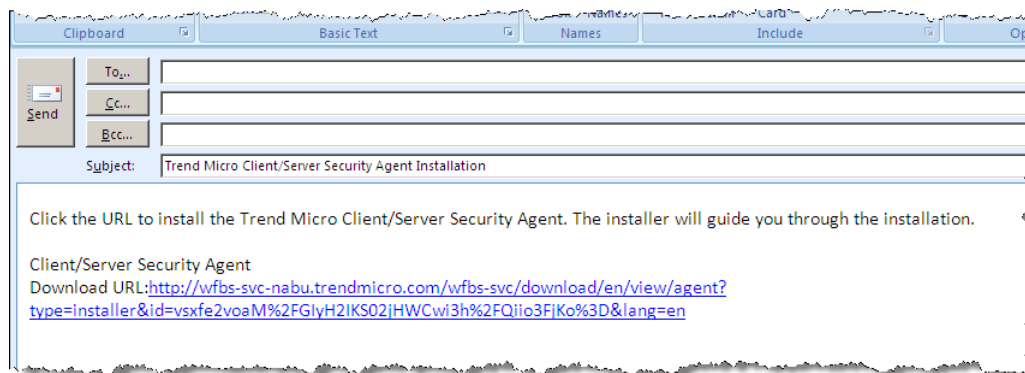 Names Card
Clipboard Basic Text Names Include
To...
Cc...
Send
Bcc...
Subject: Trend Micro Client/Server Security Agent Installation
Click the URL to install the Trend Micro Client/Server Security Agent. The installer will guide you through the installation.
Client/Server Security Agent
Download URL:http://wfbs-svc-nabu.trendmicro.com/wfbs-svc/download/en/view/agent?
type=installer&id=vsxfe2voaM%2FGIyH2IKS02jHWCwi3h%2FQiio3FjKo%3D&lang=en